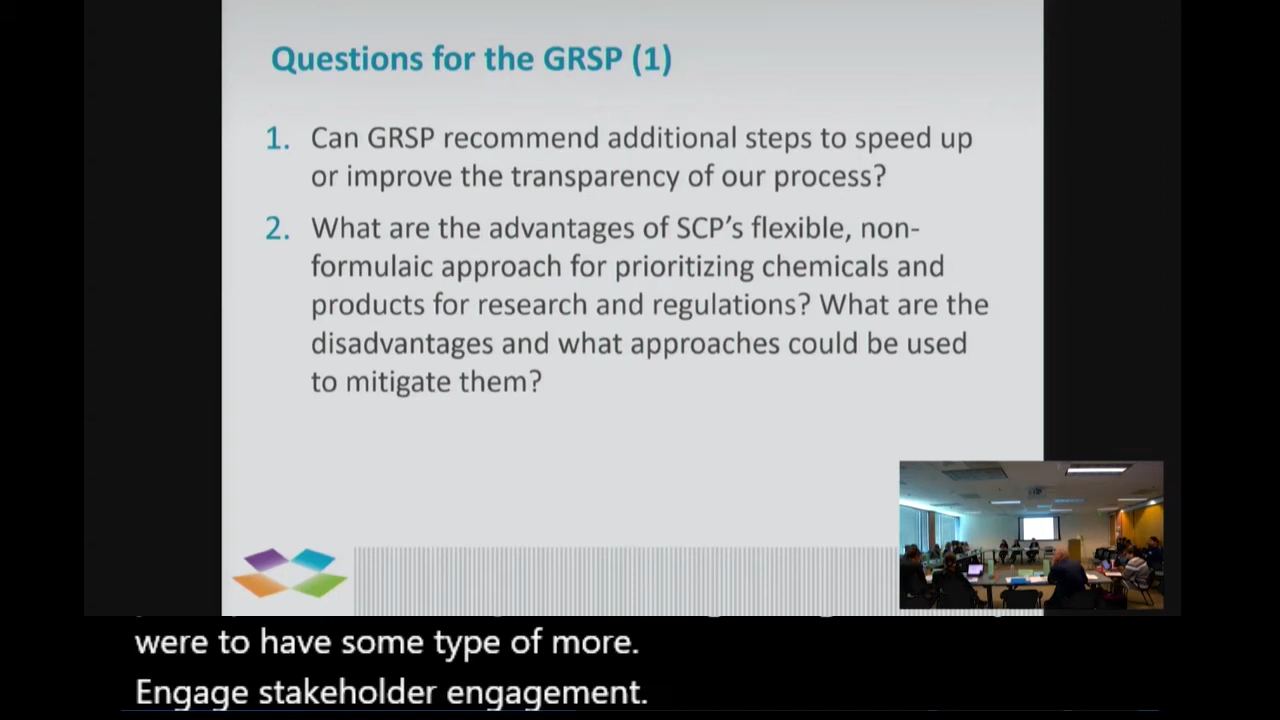 Questions for the GRSP (1)
1. Can GRSP recommend additional steps to speed up
or improve the transparency of our process?
2. What are the advantages of SCP’s flexible, non-
formulaic approach for prioritizing chemicals and
products for research and regulations? What are the
disadvantages and what approaches could be used
to mitigate them?
were to have some type of more.
Engage stakeholder engagement.